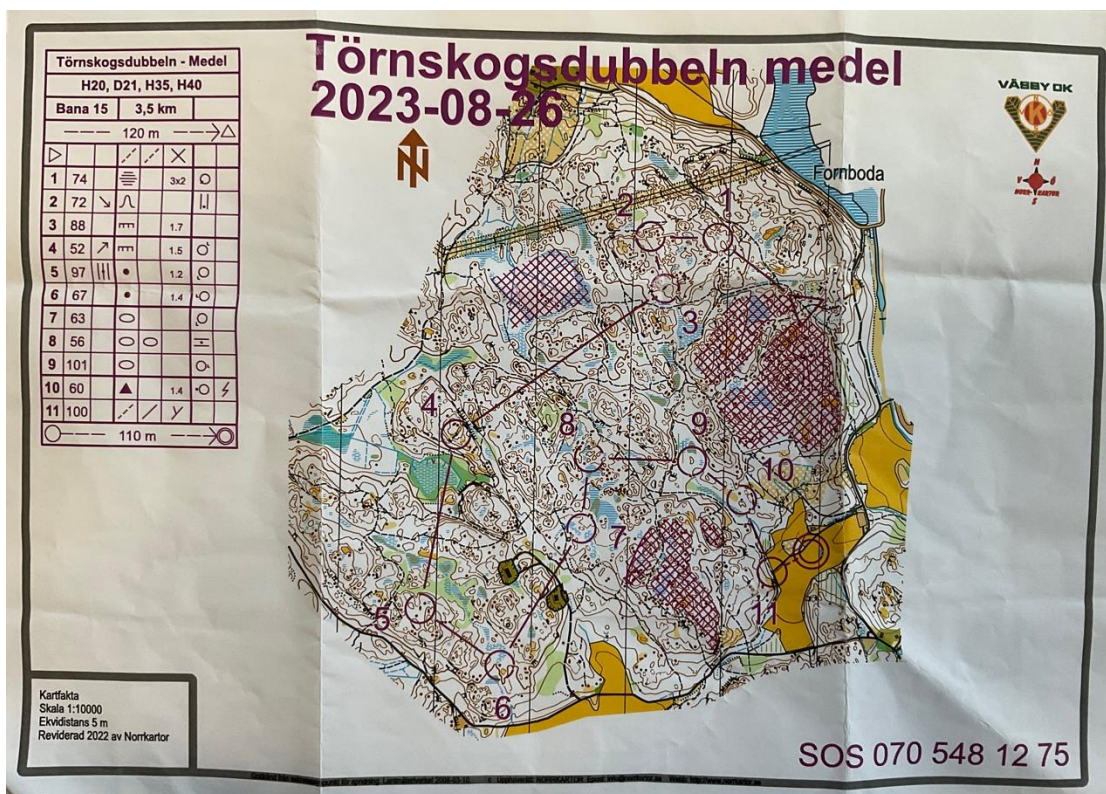 Törnskogsdubbeln medel
2023-08-26
Törnskogsdubbeln - Medel
H20, D21, H35, H40
Bana 15 3,5 km
120 m
1 74 3x2
2 72
3 88 1.7
4 52 1.5
5 97 1.2
6 67 1.4
7 63
8 56
9 101
10 60 1.4
11 100
110 m
N
VÄSBY OK
K
N
V Ö
NORRKARTOR
S
Fornboda
1
2
3
4
5
6
7
8
9
10
11
Kartfakta
Skala 1:10000
Ekvidistans 5 m
Reviderad 2022 av Norrkartor
SOS 070 548 12 75